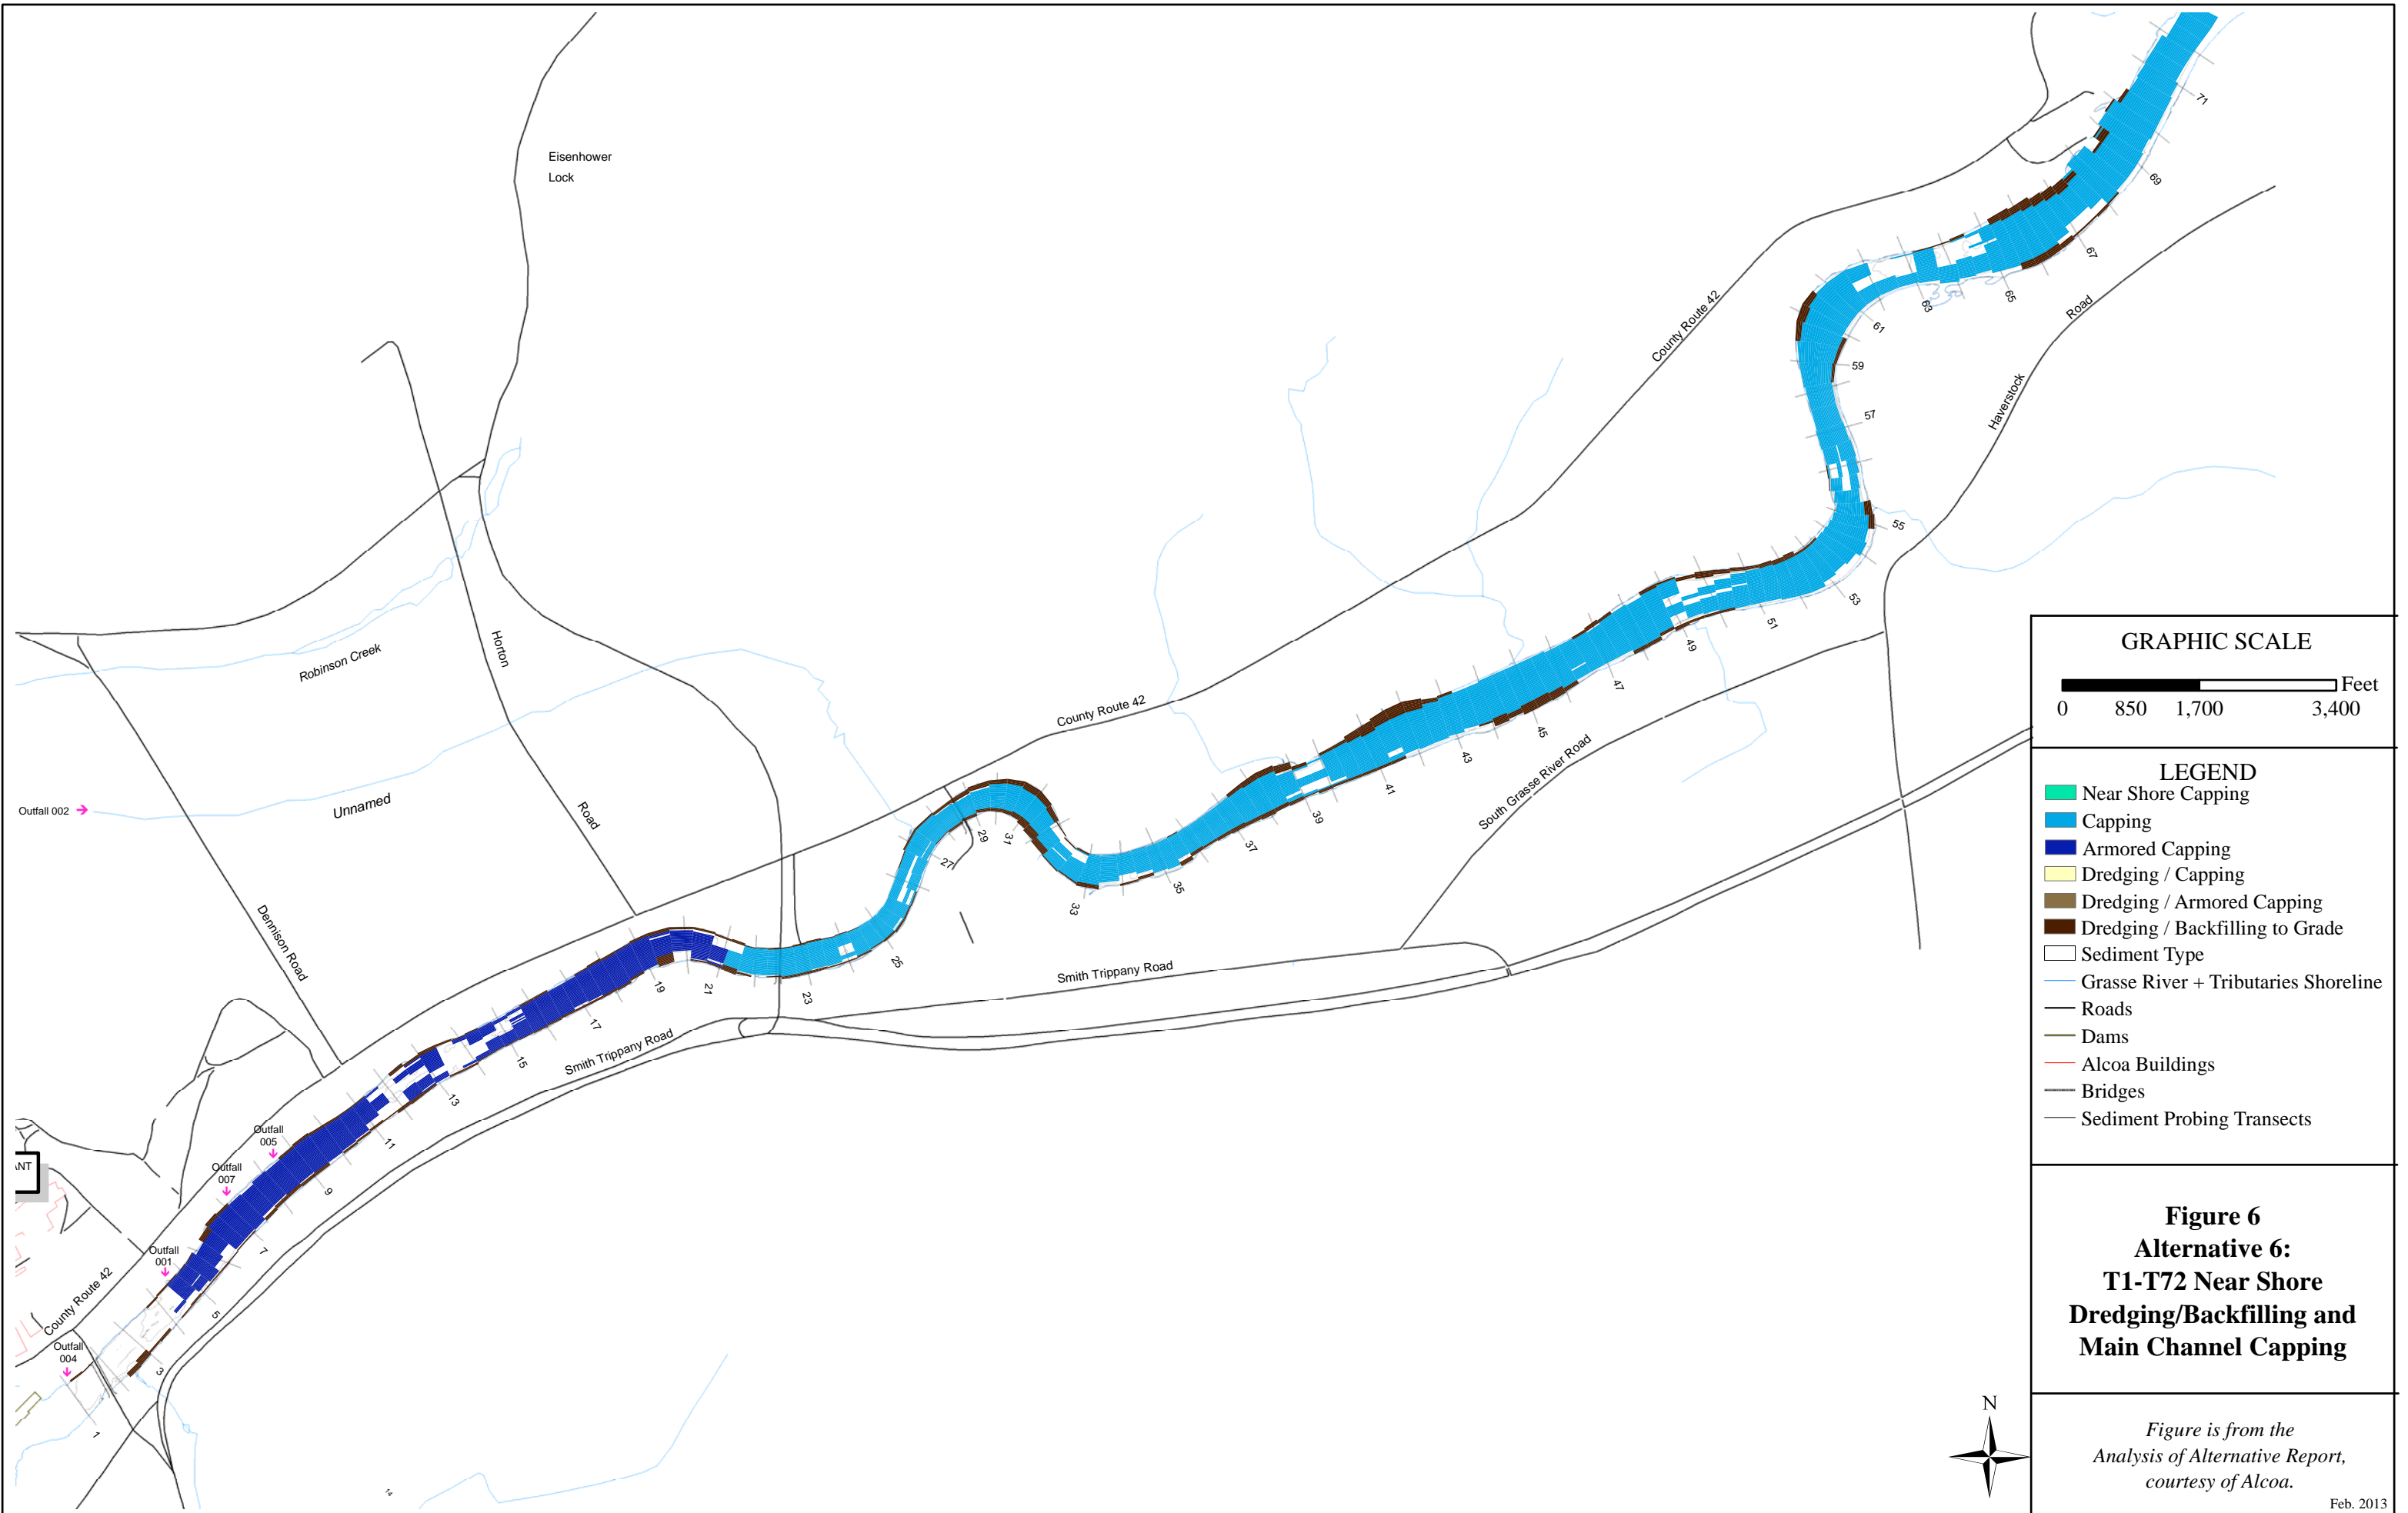 Eisenhower
Lock
County Route 42
Haverstock
Road
Robinson Creek
Horton
Road
Outfall 002
Unnamed
Dennison Road
County Route 42
South Grasse River Road
Smith Trippany Road
Smith Trippany Road
Outfall
005
Outfall
007
Outfall
001
County Route 42
Outfall
004
ANT
1
3
5
7
9
11
13
15
17
19
21
23
25
27
29
31
33
35
37
39
41
43
45
47
49
51
53
55
57
59
61
63
65
67
69
71
14
GRAPHIC SCALE
Feet
0 850 1,700 3,400
LEGEND
Near Shore Capping
Capping
Armored Capping
Dredging / Capping
Dredging / Armored Capping
Dredging / Backfilling to Grade
Sediment Type
Grasse River + Tributaries Shoreline
Roads
Dams
Alcoa Buildings
Bridges
Sediment Probing Transects
Figure 6
Alternative 6:
T1-T72 Near Shore
Dredging/Backfilling and
Main Channel Capping
N
Figure is from the
Analysis of Alternative Report,
courtesy of Alcoa.
Feb. 2013